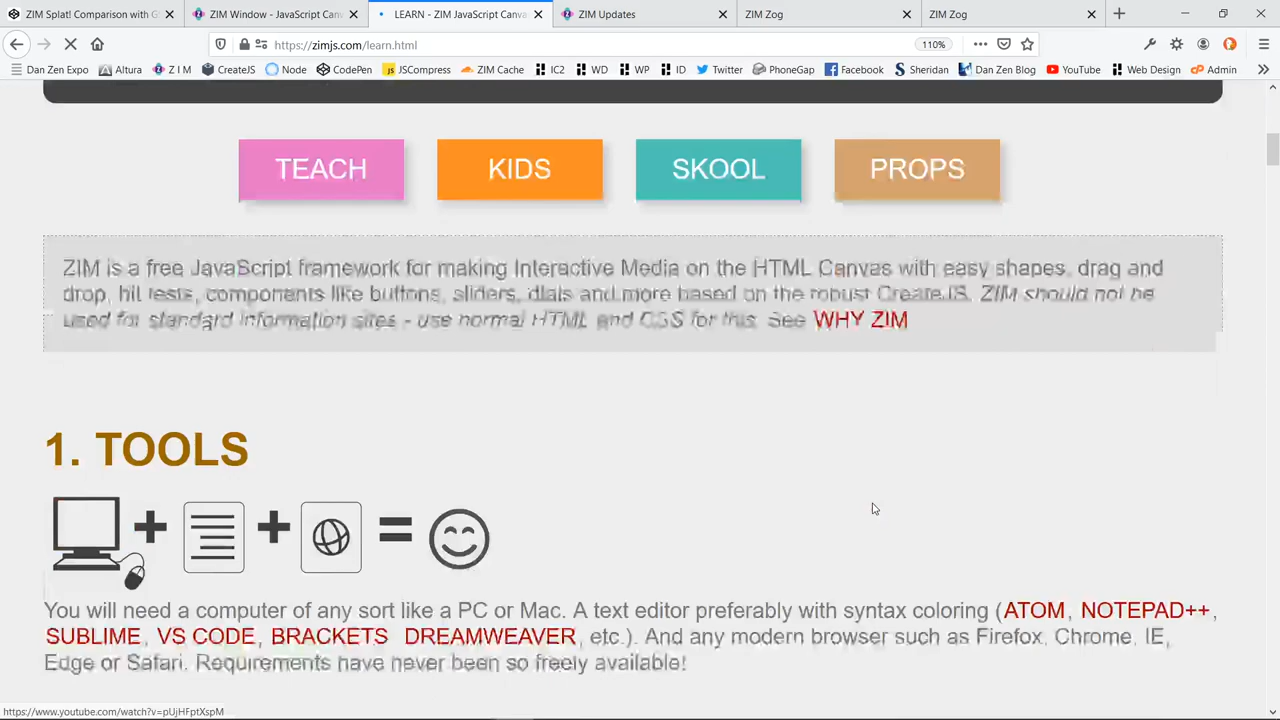 ZIM Splat! Comparison with G
ZIM Window - JavaScript Canv
LEARN - ZIM JavaScript Canva
ZIM Updates
ZIM Zog
ZIM Zog
https://zimjs.com/learn.html
110%
Dan Zen Expo
Altura
Z I M
CreateJS
Node
CodePen
JSCompress
ZIM Cache
IC2
WD
WP
ID
Twitter
PhoneGap
Facebook
Sheridan
Dan Zen Blog
YouTube
Web Design
Admin
TEACH
KIDS
SKOOL
PROPS
ZIM is a free JavaScript framework for making Interactive Media on the HTML Canvas with easy shapes, drag and
drop, hit tests, components like buttons, sliders, dials and more based on the robust CreateJS. ZIM should not be
used for standard information sites - use normal HTML and CSS for this. See WHY ZIM
1. TOOLS
You will need a computer of any sort like a PC or Mac. A text editor preferably with syntax coloring (ATOM, NOTEPAD++,
SUBLIME, VS CODE, BRACKETS DREAMWEAVER, etc.). And any modern browser such as Firefox, Chrome, IE,
Edge or Safari. Requirements have never been so freely available!
https://www.youtube.com/watch?v=pUjHFptXspM